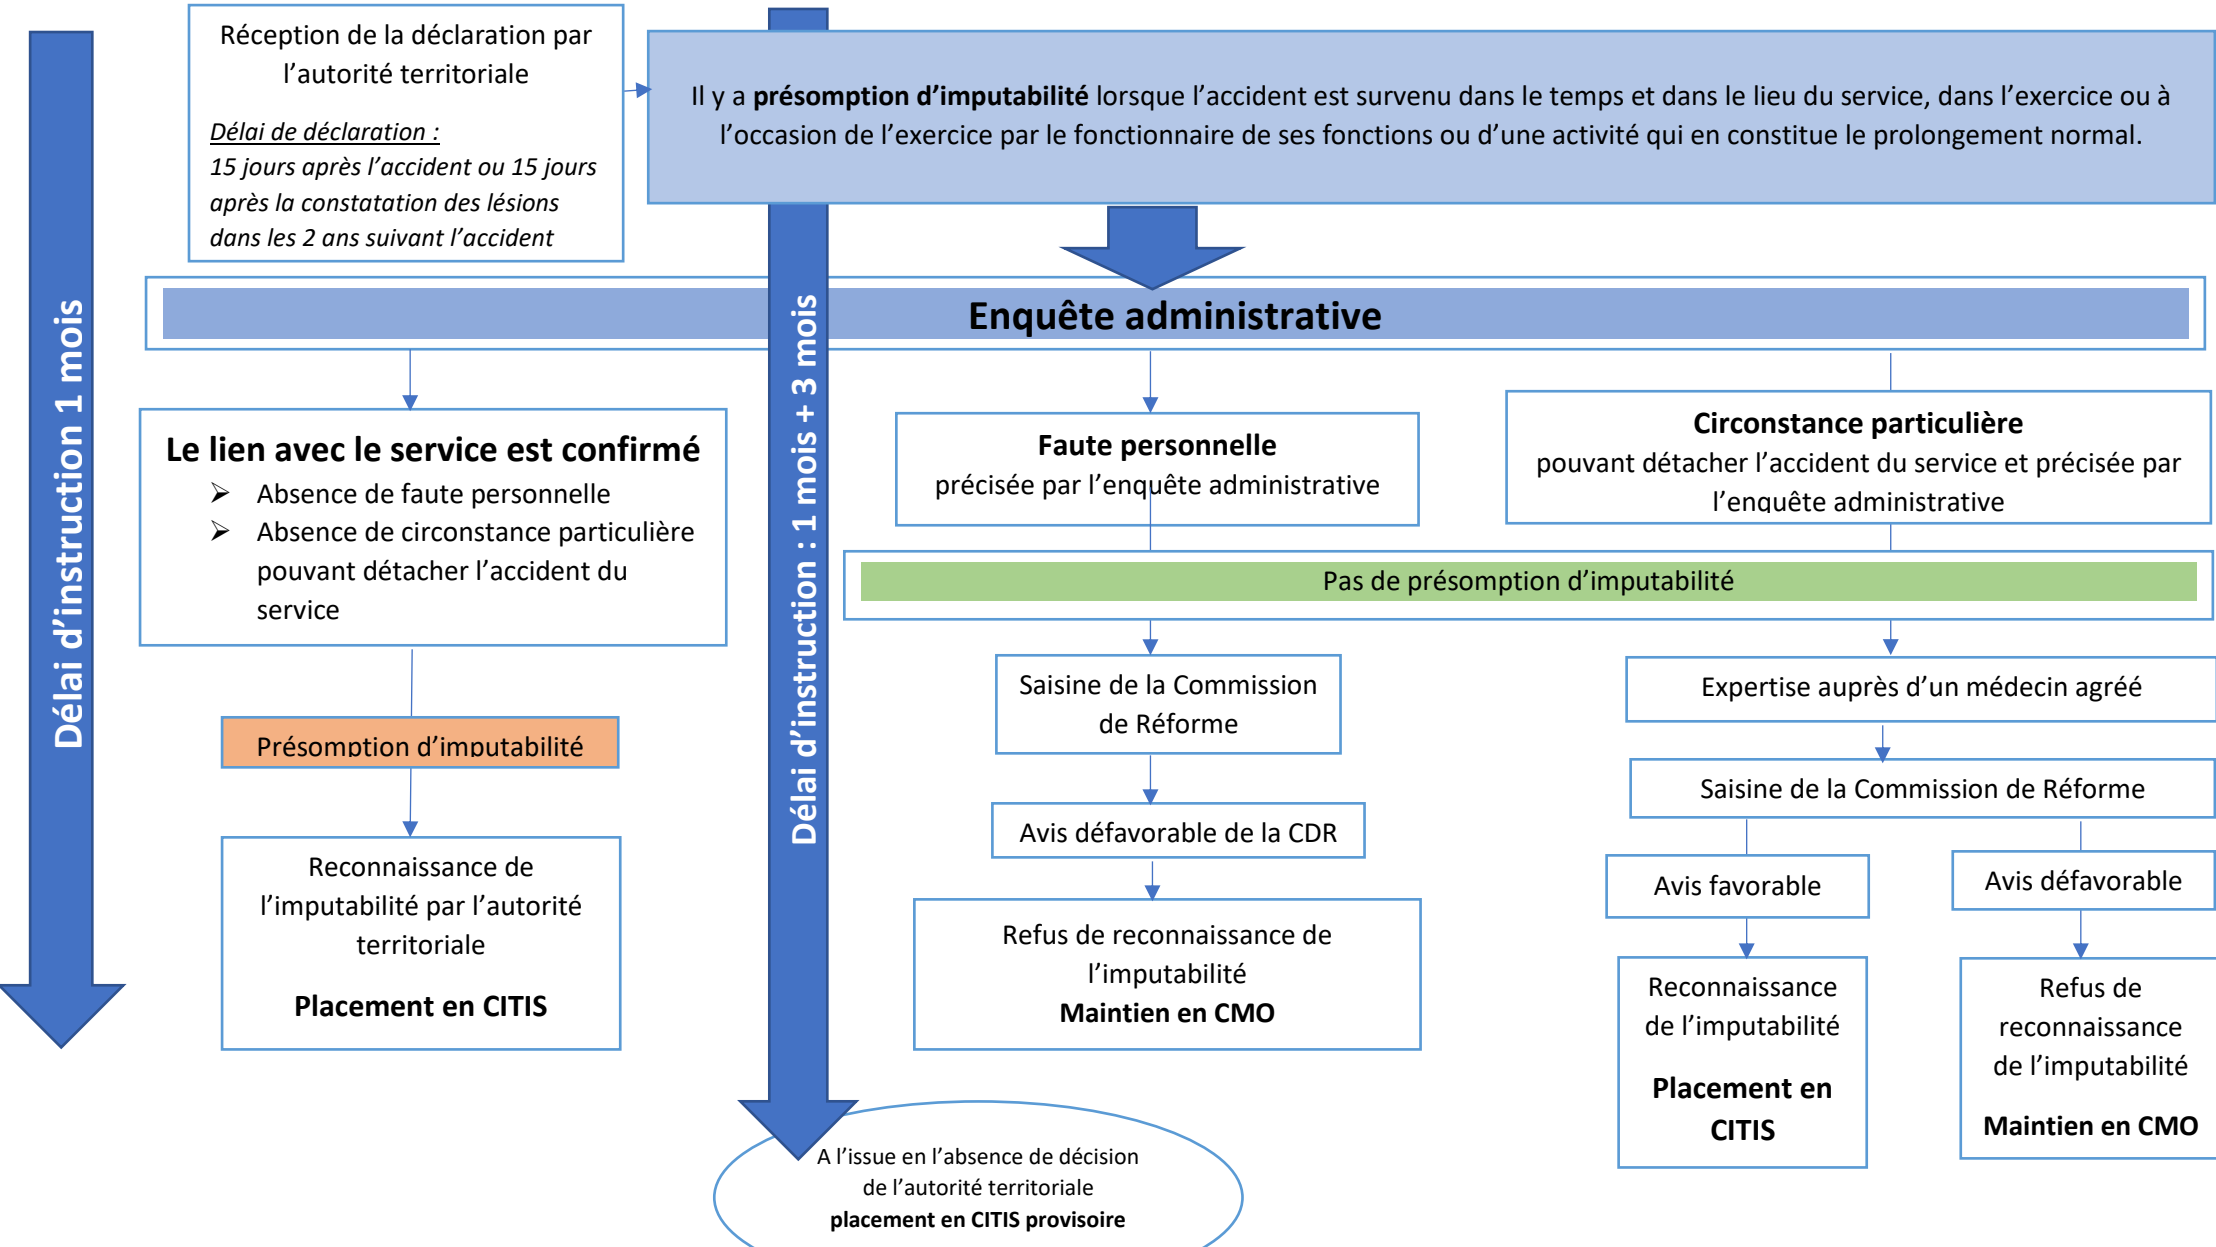 Réception de la déclaration par
l’autorité territoriale
Délai de déclaration :
15 jours après l’accident ou 15 jours
après la constatation des lésions
dans les 2 ans suivant l’accident
Il y a présomption d’imputabilité lorsque l’accident est survenu dans le temps et dans le lieu du service, dans l’exercice ou à
l’occasion de l’exercice par le fonctionnaire de ses fonctions ou d’une activité qui en constitue le prolongement normal.
Délai d’instruction 1 mois
Délai d’instruction : 1 mois + 3 mois
Enquête administrative
Le lien avec le service est confirmé
➢ Absence de faute personnelle
➢ Absence de circonstance particulière
pouvant détacher l’accident du
service
Présomption d’imputabilité
Reconnaissance de
l’imputabilité par l’autorité
territoriale
Placement en CITIS
Faute personnelle
précisée par l’enquête administrative
Circonstance particulière
pouvant détacher l’accident du service et précisée par
l’enquête administrative
Pas de présomption d’imputabilité
Saisine de la Commission
de Réforme
Avis défavorable de la CDR
Refus de reconnaissance de
l’imputabilité
Maintien en CMO
Expertise auprès d’un médecin agréé
Saisine de la Commission de Réforme
Avis favorable
Reconnaissance
de l’imputabilité
Placement en
CITIS
Avis défavorable
Refus de
reconnaissance
de l’imputabilité
Maintien en CMO
A l’issue en l’absence de décision
de l’autorité territoriale
placement en CITIS provisoire